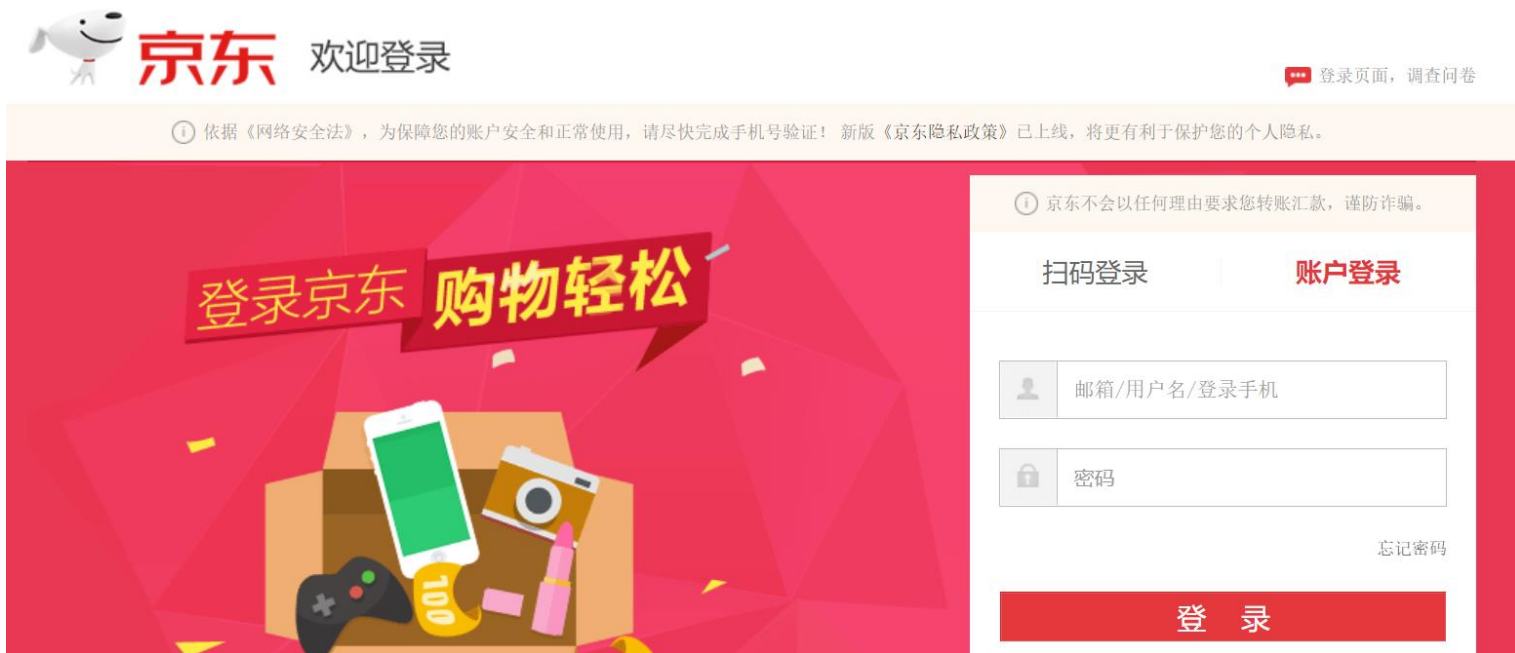 京东 欢迎登录
登录页面，调查问卷
依据《网络安全法》，为保障您的账户安全和正常使用，请尽快完成手机号验证！ 新版《京东隐私政策》已上线，将更有利于保护您的个人隐私。
京东不会以任何理由要求您转账汇款，谨防诈骗。
登录京东 购物轻松
扫码登录 账户登录
邮箱/用户名/登录手机
密码
忘记密码
登 录
100